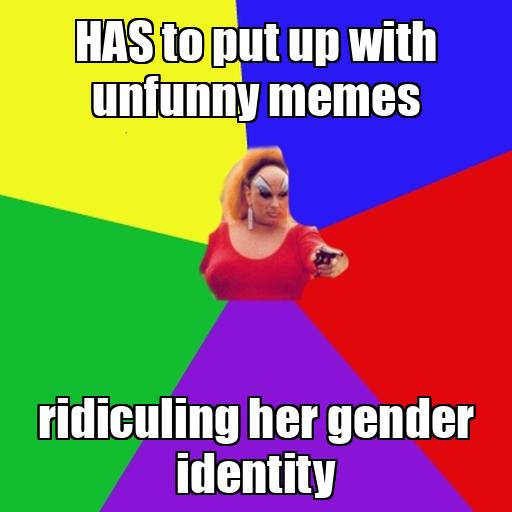 HAS to put up with
unfunny memes
ridiculing her gender
identity